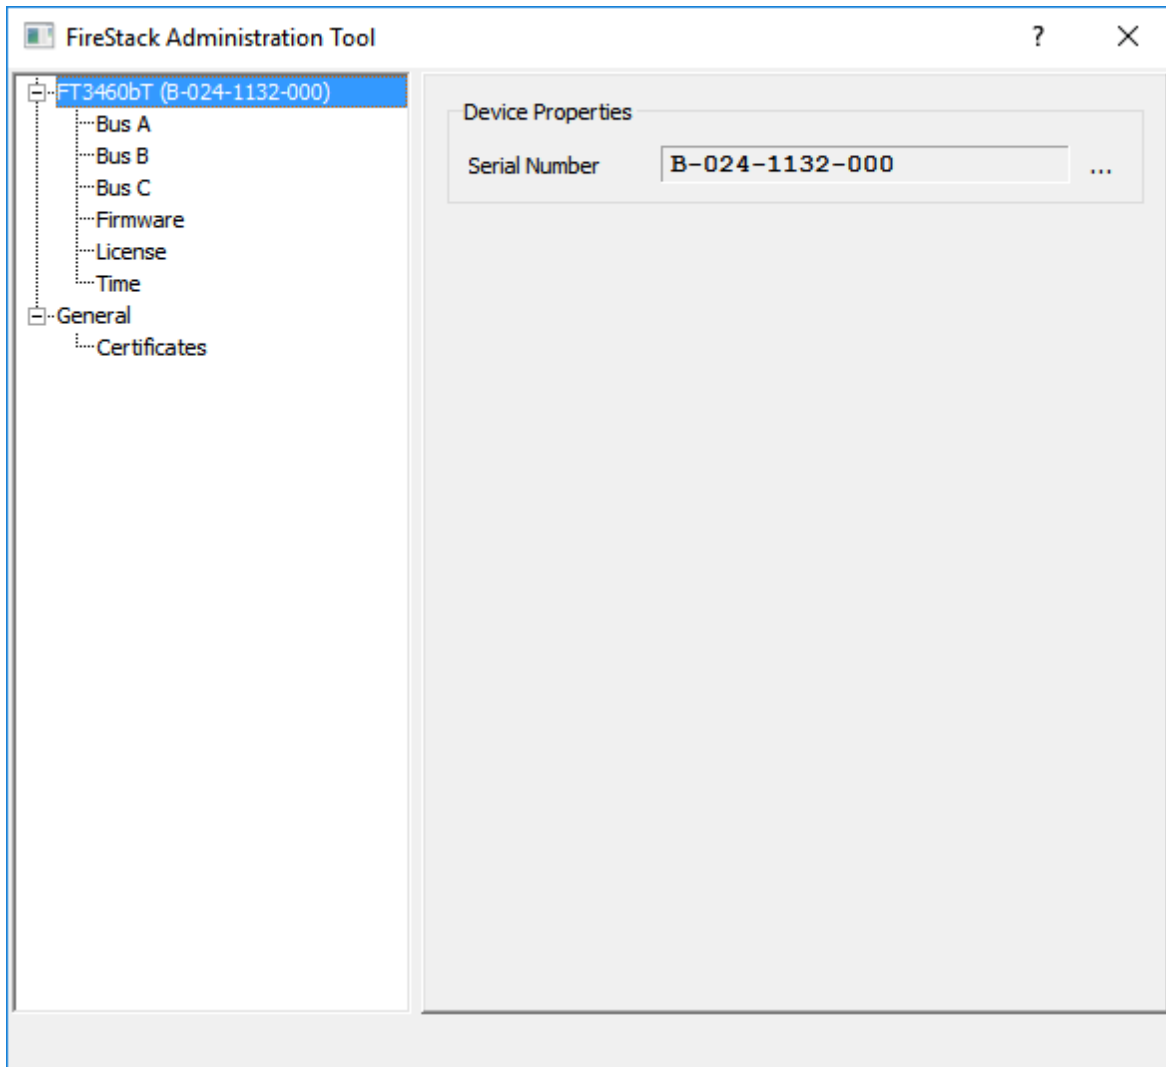 FireStack Administration Tool
?
FT3460bT (B-024-1132-000)
Bus A
Bus B
Bus C
Firmware
License
Time
General
Certificates
Device Properties
Serial Number B-024-1132-000 ...